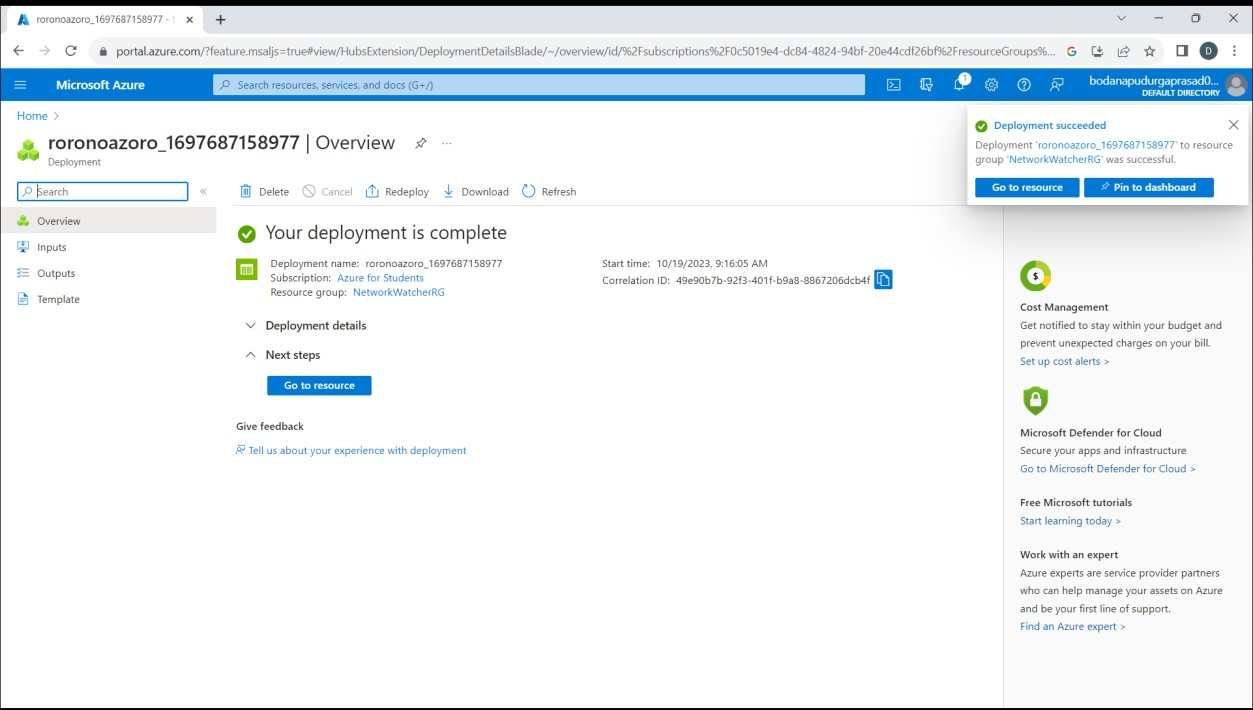 roronoazoro_1697687158977 - 
portal.azure.com/?feature.msaljs=true#view/HubsExtension/DeploymentDetailsBlade/~/overview/id/%2Fsubscriptions%2F0c5019e4-dc84-4824-94bf-20e44cdf26bf%2FresourceGroups%...
G
D
Microsoft Azure
Search resources, services, and docs (G+/)
1
bodanapudurgaprasad0...
DEFAULT DIRECTORY
Home >
roronoazoro_1697687158977 | Overview
Deployment
Deployment succeeded
Deployment 'roronoazoro_1697687158977' to resource
group 'NetworkWatcherRG' was successful.
Go to resource
Pin to dashboard
Search
Delete
Cancel
Redeploy
Download
Refresh
Overview
Inputs
Outputs
Template
Your deployment is complete
Deployment name: roronoazoro_1697687158977
Subscription: Azure for Students
Resource group: NetworkWatcherRG
Start time: 10/19/2023, 9:16:05 AM
Correlation ID: 49e90b7b-92f3-401f-b9a8-8867206dcb4f
Deployment details
Next steps
Go to resource
Give feedback
Tell us about your experience with deployment
$
Cost Management
Get notified to stay within your budget and
prevent unexpected charges on your bill.
Set up cost alerts >
Microsoft Defender for Cloud
Secure your apps and infrastructure
Go to Microsoft Defender for Cloud >
Free Microsoft tutorials
Start learning today >
Work with an expert
Azure experts are service provider partners
who can help manage your assets on Azure
and be your first line of support.
Find an Azure expert >